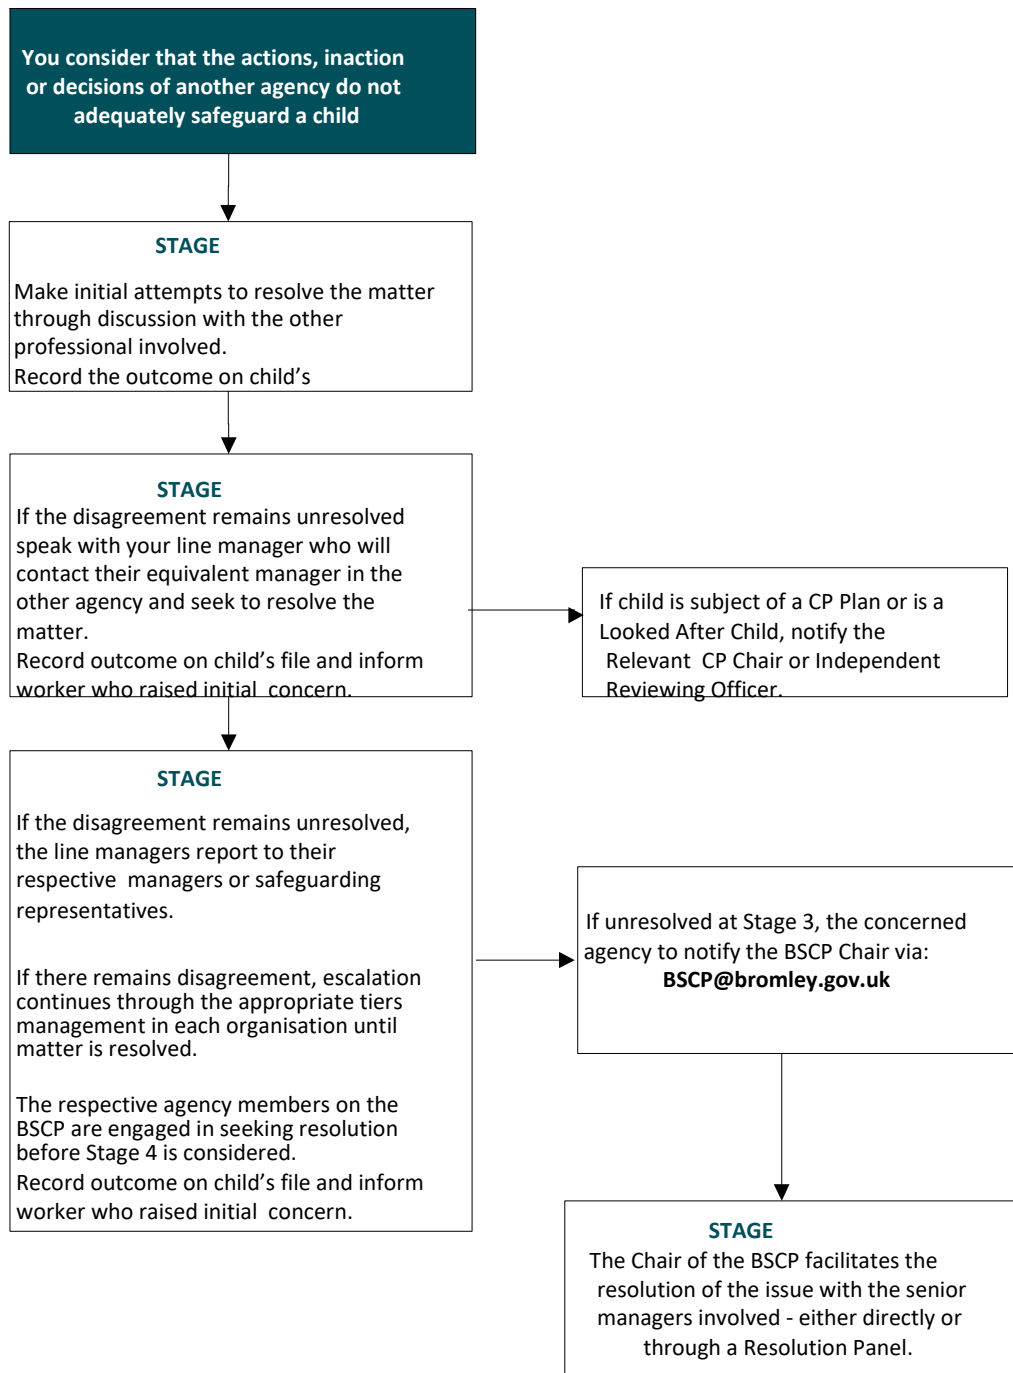 You consider that the actions, inaction
or decisions of another agency do not
adequately safeguard a child
STAGE
Make initial attempts to resolve the matter
through discussion with the other
professional involved.
Record the outcome on child’s
STAGE
If the disagreement remains unresolved
speak with your line manager who will
contact their equivalent manager in the
other agency and seek to resolve the
matter.
Record outcome on child’s file and inform
worker who raised initial concern.
If child is subject of a CP Plan or is a
Looked After Child, notify the
Relevant CP Chair or Independent
Reviewing Officer.
STAGE
If the disagreement remains unresolved,
the line managers report to their
respective managers or safeguarding
representatives.
If there remains disagreement, escalation
continues through the appropriate tiers
management in each organisation until
matter is resolved.
The respective agency members on the
BSCP are engaged in seeking resolution
before Stage 4 is considered.
Record outcome on child’s file and inform
worker who raised initial concern.
If unresolved at Stage 3, the concerned
agency to notify the BSCP Chair via:
BSCP@bromley.gov.uk
STAGE
The Chair of the BSCP facilitates the
resolution of the issue with the senior
managers involved - either directly or
through a Resolution Panel.